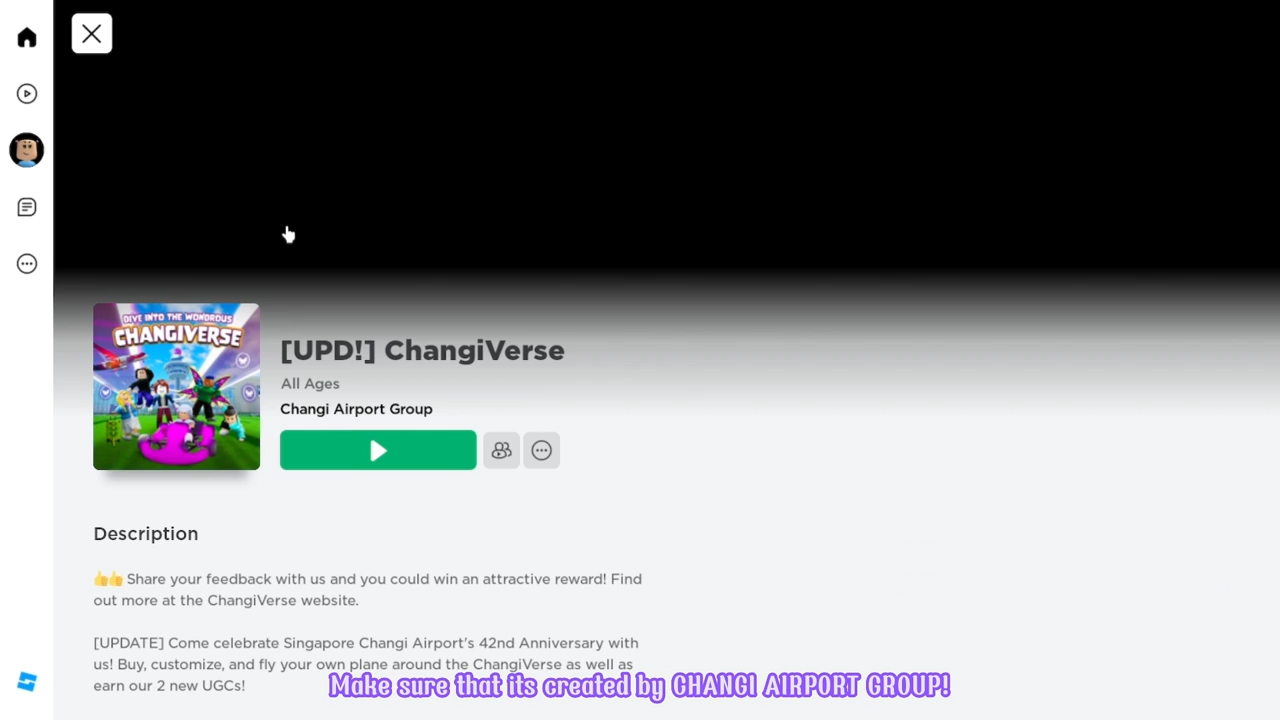 DIVE INTO THE WONDROUS
CHANGIVERSE
[UPD!] ChangiVerse
All Ages
Changi Airport Group
Description
👍👍 Share your feedback with us and you could win an attractive reward! Find
out more at the ChangiVerse website.
[UPDATE] Come celebrate Singapore Changi Airport's 42nd Anniversary with
us! Buy, customize, and fly your own plane around the ChangiVerse as well as
earn our 2 new UGCs!
Make sure that its created by CHANGI AIRPORT GROUP!